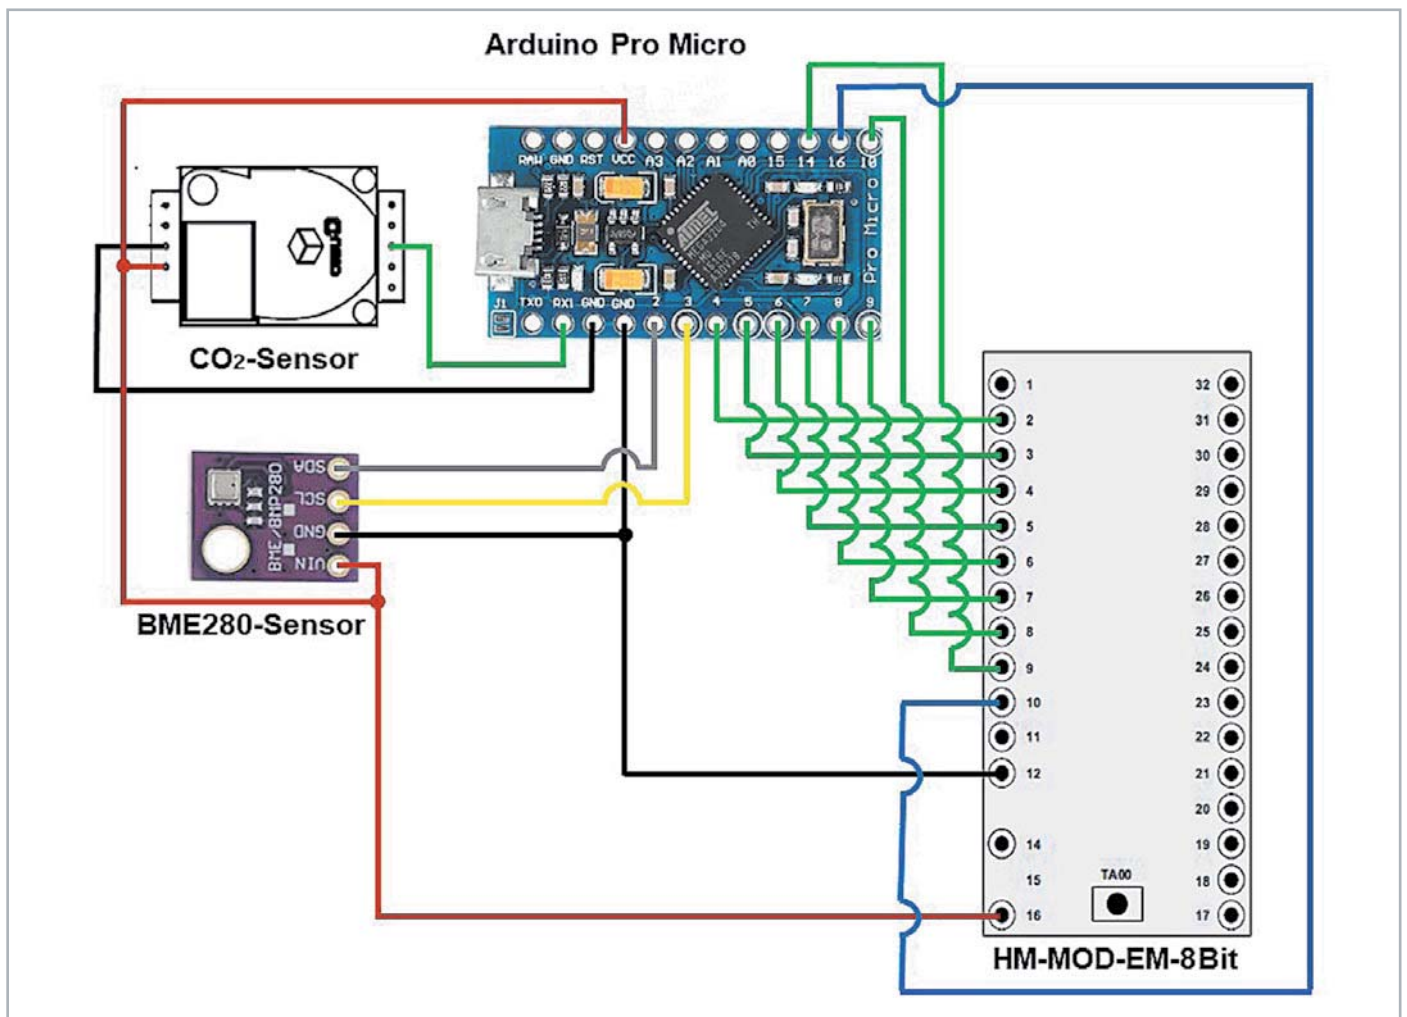 Arduino Pro Micro
RAW GND RST VCC A3 A2 A1 A0 15 14 16 10
Pro Micro
ATMEL
J1 TXO RX1 GND GND 2 3 4 5 6 7 8 9
CO₂-Sensor
SDA
SCL
GND
VIN
BME/BMP280
BME280-Sensor
1 32
2 31
3 30
4 29
5 28
6 27
7 26
8 25
9 24
10 23
11 22
12 21
20
14 19
15 18
TA00
16 17
HM-MOD-EM-8Bit